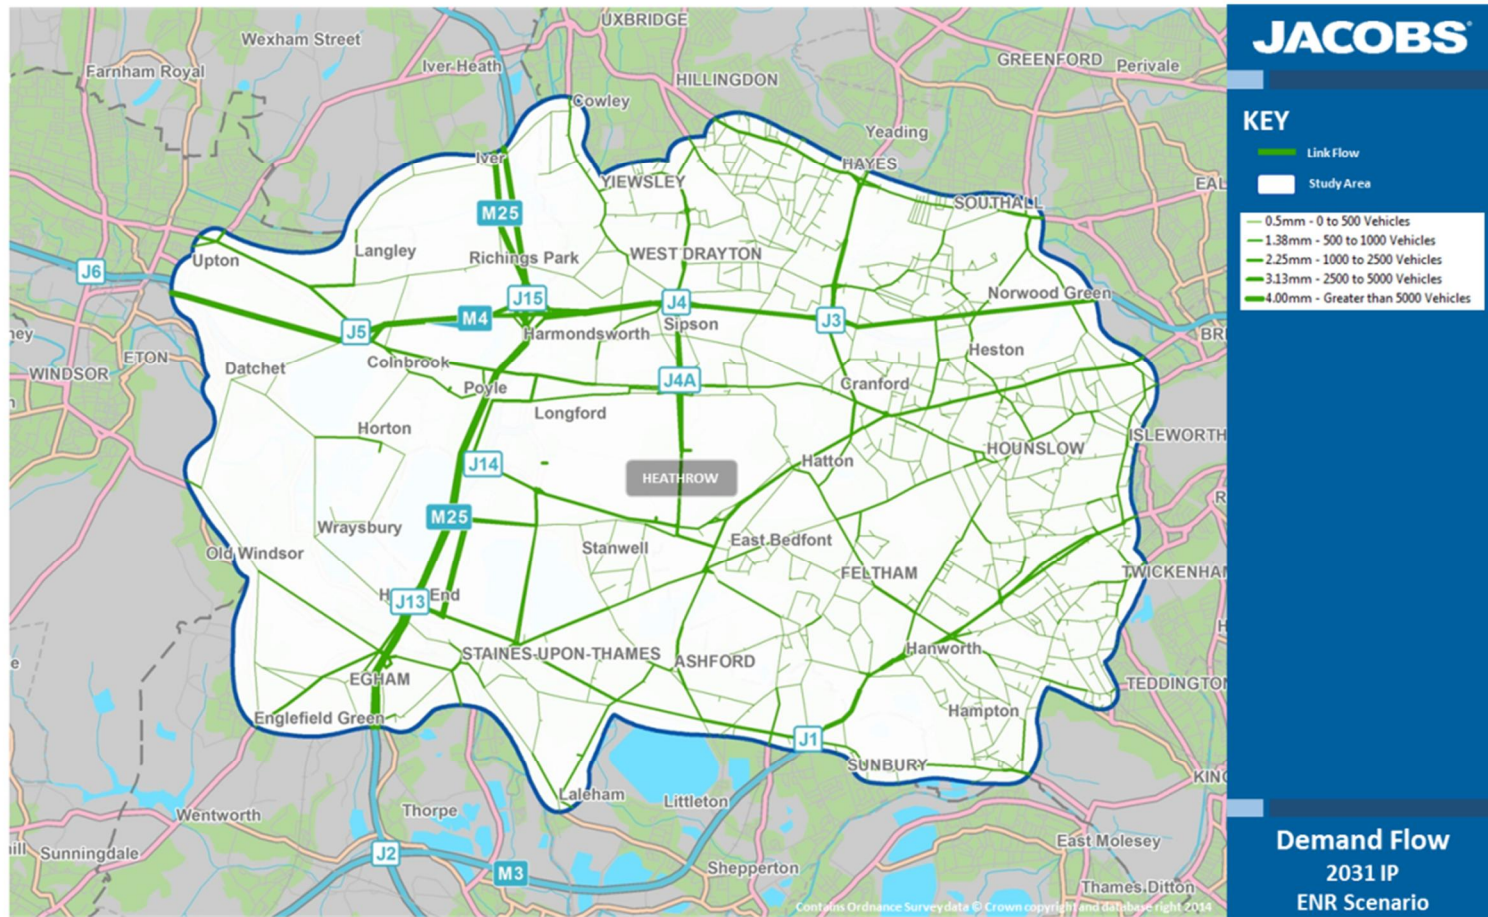 UXBRIDGE
Wexham Street
Iver Heath
Farnham Royal
HILLINGDON
GREENFORD
Perivale
Cowley
Yeading
Iver
HAYES
YIEWSLEY
EAL
M25
SOUTHALL
Langley
Richings Park
WEST DRAYTON
Upton
J6
J15
J4
Norwood Green
M4
J3
J5
Harmondsworth
Sipson
ney
BR
ETON
Colnbrook
Heston
WINDSOR
Datchet
Poyle
J4A
Cranford
Longford
Horton
ISLEWORTH
HOUNSLOW
J14
Hatton
HEATHROW
R
M25
Wraysbury
Old Windsor
Stanwell
East Bedfont
FELTHAM
TWICKENHAM
J13
End
H
STAINES-UPON-THAMES
ASHFORD
Hanworth
e
EGHAM
TEDDINGTON
Englefield Green
Hampton
J1
SUNBURY
KING
Laleham
Littleton
Wentworth
Thorpe
East Molesey
ill
Sunningdale
J2
M3
Shepperton
Thames Ditton
Contains Ordnance Survey data © Crown copyright and database right 2014
JACOBS®
KEY
Link Flow
Study Area
0.5mm - 0 to 500 Vehicles
1.38mm - 500 to 1000 Vehicles
2.25mm - 1000 to 2500 Vehicles
3.13mm - 2500 to 5000 Vehicles
4.00mm - Greater than 5000 Vehicles
Demand Flow
2031 IP
ENR Scenario